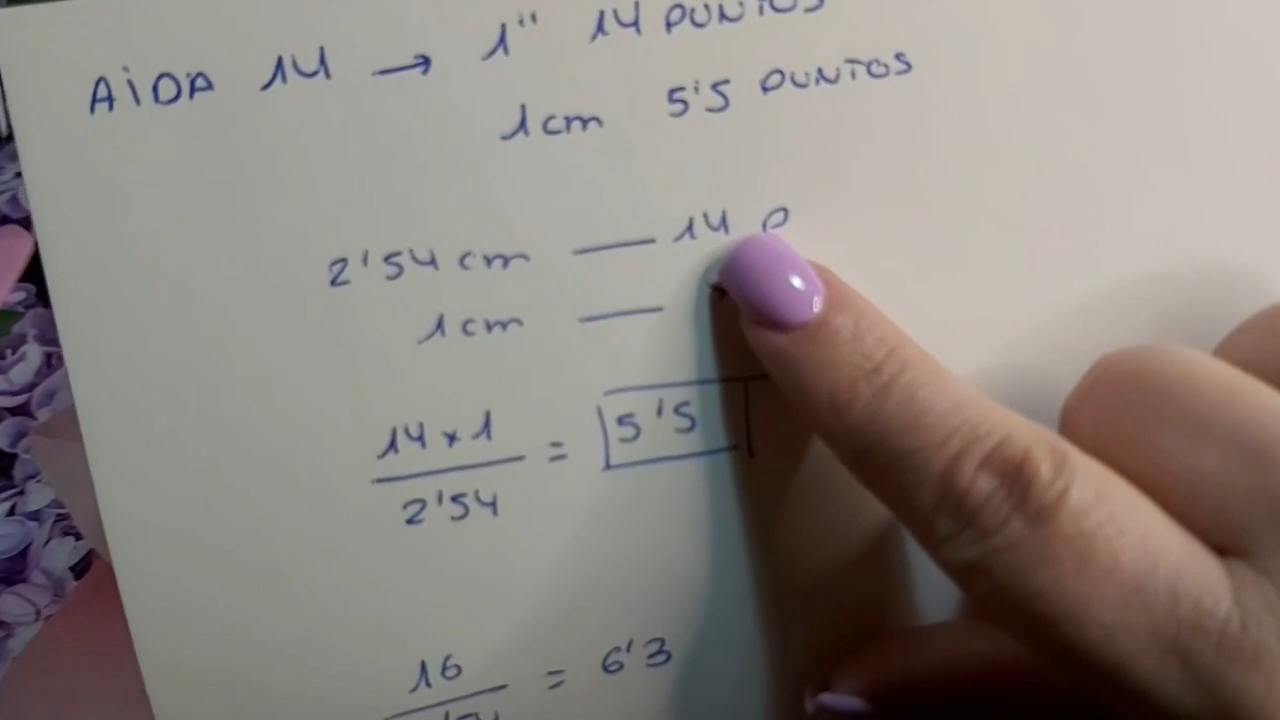 AiDA 14 → 1" 14 PUNTOS
1cm 5'5 PUNTOS
2'54 cm — 14 P
1cm —
14 x 1
= 5'5
2'54
16
= 6'3